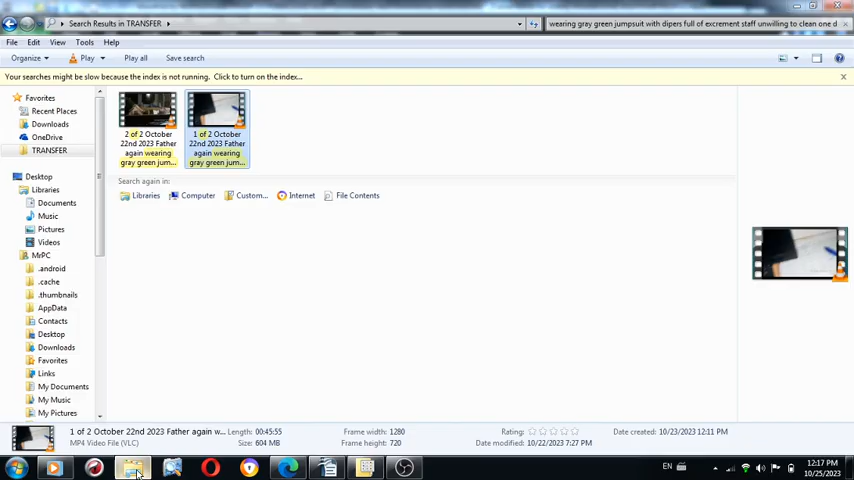 Search Results in TRANSFER
wearing gray green jumpsuit with dipers full of excrement staff unwilling to clean one d
File Edit View Tools Help
Organize Play Play all Save search
Your searches might be slow because the index is not running. Click to turn on the index...
Favorites
Recent Places
Downloads
OneDrive
TRANSFER
Desktop
Libraries
Documents
Music
Pictures
Videos
MrPC
.android
.cache
.thumbnails
AppData
Contacts
Desktop
Downloads
Favorites
Links
My Documents
My Music
My Pictures
2 of 2 October
22nd 2023 Father
again wearing
gray green jum...
1 of 2 October
22nd 2023 Father
again wearing
gray green jum...
Search again in:
Libraries Computer Custom... Internet File Contents
1 of 2 October 22nd 2023 Father again w... Length: 00:45:55 Frame width: 1280 Rating: Date created: 10/23/2023 12:11 PM
MP4 Video File (VLC) Size: 604 MB Frame height: 720 Date modified: 10/22/2023 7:27 PM
EN
12:17 PM
10/25/2023